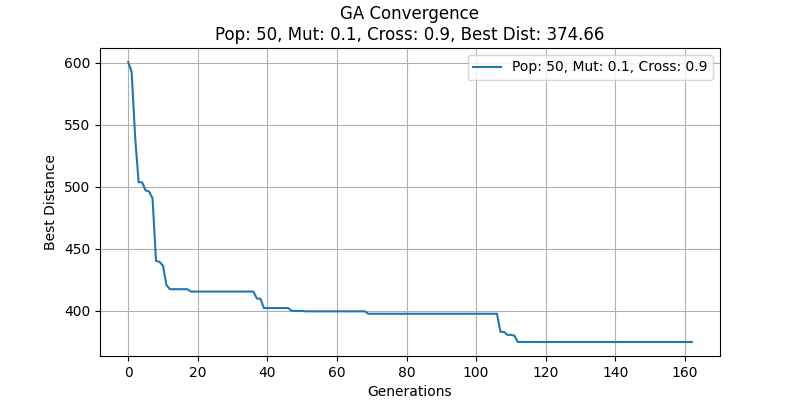 GA Convergence
Pop: 50, Mut: 0.1, Cross: 0.9, Best Dist: 374.66
Pop: 50, Mut: 0.1, Cross: 0.9
Best Distance
600
550
500
450
400
0 20 40 60 80 100 120 140 160
Generations